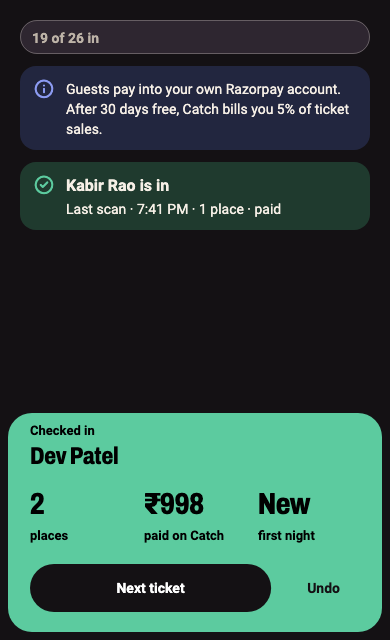 19 of 26 in
Guests pay into your own Razorpay account.
After 30 days free, Catch bills you 5% of ticket
sales.
Kabir Rao is in
Last scan · 7:41 PM · 1 place · paid
Checked in
Dev Patel
2
places
₹998
paid on Catch
New
first night
Next ticket
Undo